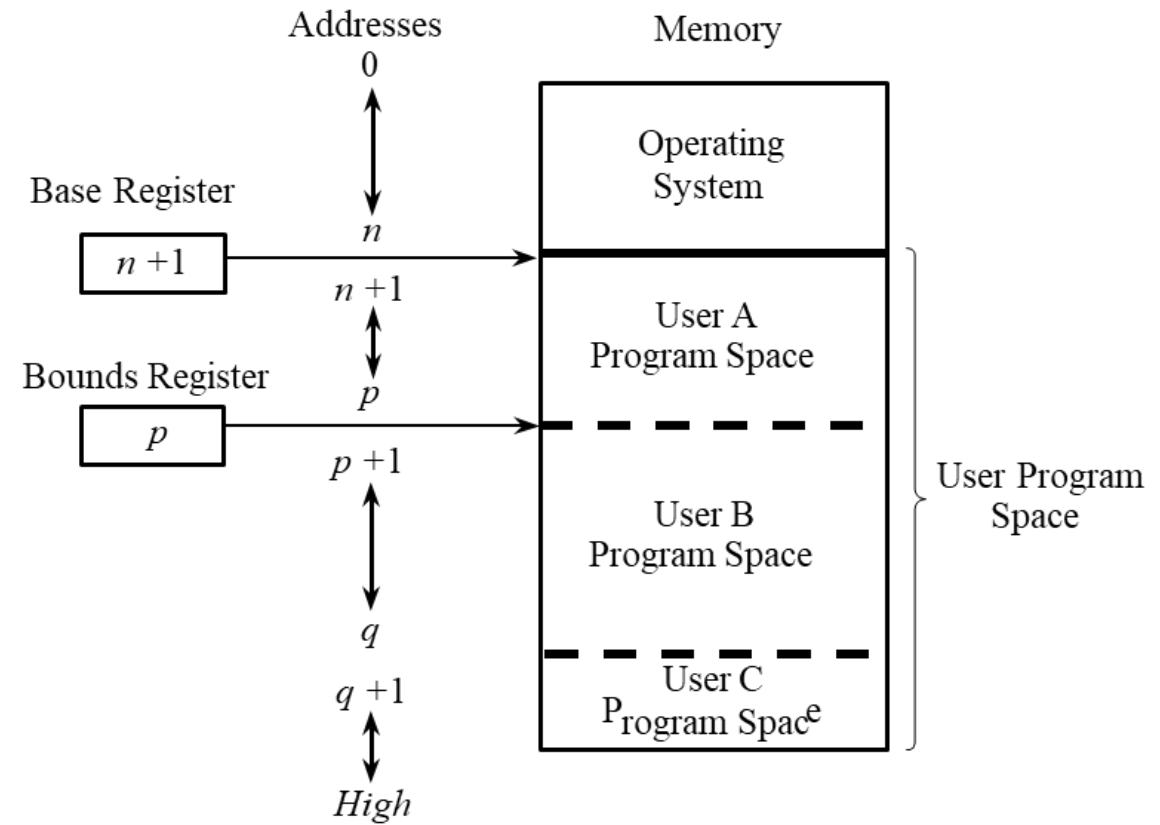 Addresses
Memory
0
Operating
System
Base Register
n
n +1
n +1
User A
Program Space
Bounds Register
p
p
p +1
User Program
Space
User B
Program Space
q
User C
Program Space
q +1
High